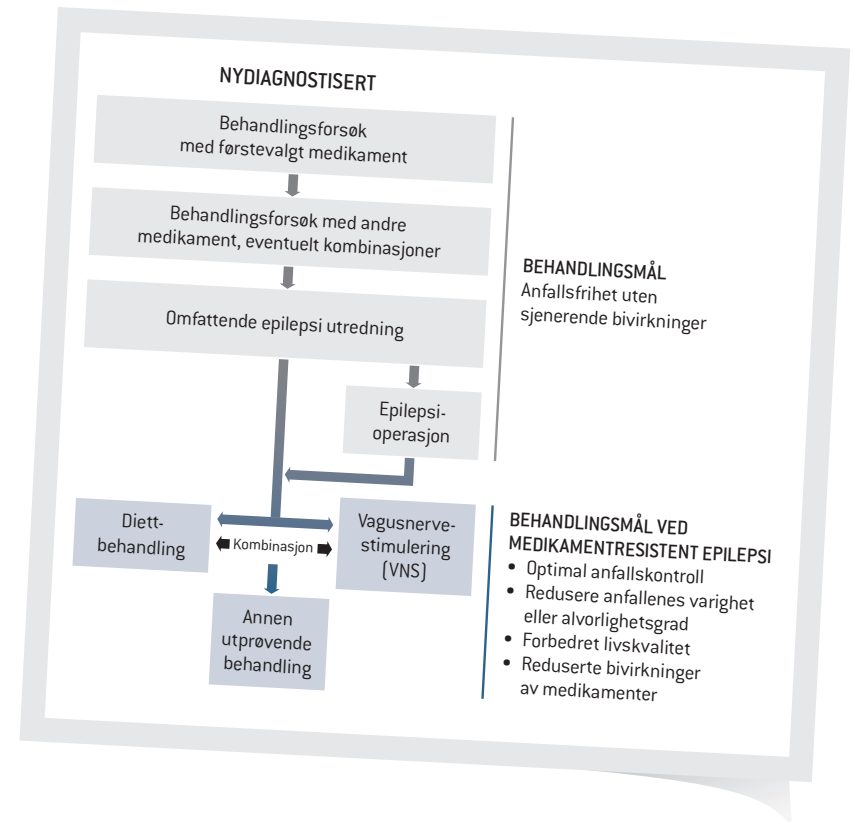 NYDIAGNOSTISERT
Behandlingsforsøk
med førstevalgt medikament
Behandlingsforsøk med andre
medikament, eventuelt kombinasjoner
Omfattende epilepsi utredning
Epilepsi-
operasjon
BEHANDLINGSMÅL
Anfallsfrihet uten
sjenerende bivirkninger
Diett-
behandling
Kombinasjon
Vagusnerve-
stimulering
(VNS)
Annen
utprøvende
behandling
BEHANDLINGSMÅL VED
MEDIKAMENTRESISTENT EPILEPSI
• Optimal anfallskontroll
• Redusere anfallenes varighet
eller alvorlighetsgrad
• Forbedret livskvalitet
• Reduserte bivirkninger
av medikamenter